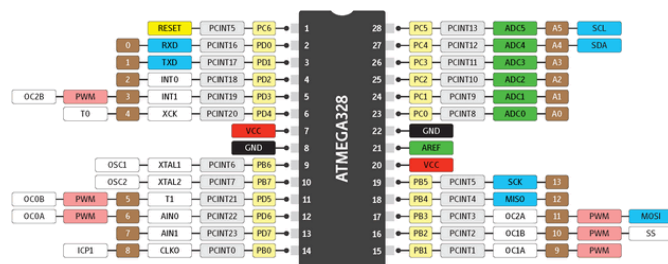 RESET PCINT5 PC6 1 28 PC5 PCINT13 ADC5 A5 SCL
0 RXD PCINT16 PD0 2 27 PC4 PCINT12 ADC4 A4 SDA
1 TXD PCINT17 PD1 3 26 PC3 PCINT11 ADC3 A3
2 INT0 PCINT18 PD2 4 25 PC2 PCINT10 ADC2 A2
OC2B PWM 3 INT1 PCINT19 PD3 5 24 PC1 PCINT9 ADC1 A1
T0 4 XCK PCINT20 PD4 6 23 PC0 PCINT8 ADC0 A0
VCC 7 22 GND
GND 8 21 AREF
OSC1 XTAL1 PCINT6 PB6 9 20 VCC
OSC2 XTAL2 PCINT7 PB7 10 19 PB5 PCINT5 SCK 13
OC0B PWM 5 T1 PCINT21 PD5 11 18 PB4 PCINT4 MISO 12
OC0A PWM 6 AIN0 PCINT22 PD6 12 17 PB3 PCINT3 OC2A 11 PWM MOSI
7 AIN1 PCINT23 PD7 13 16 PB2 PCINT2 OC1B 10 PWM SS
ICP1 8 CLKO PCINT0 PB0 14 15 PB1 PCINT1 OC1A 9 PWM
ATMEGA328